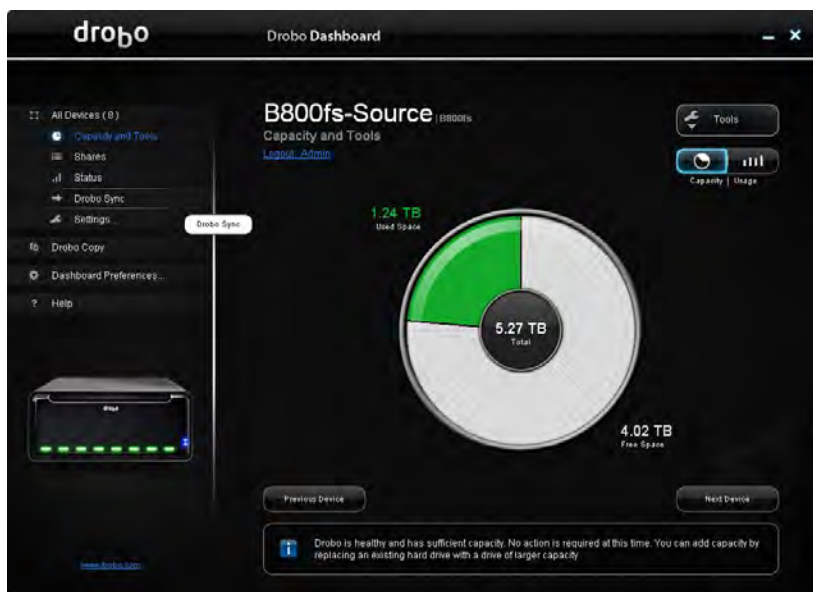 drobo
Drobo Dashboard
All Devices (8)
Capacity and Tools
Shares
Status
Drobo Sync
Settings...
Drobo Copy
Dashboard Preferences...
Help
Drobo Sync
drobo
www.drobo.com
B800fs-Source | B800fs
Capacity and Tools
Logout: Admin
Tools
Capacity | Usage
1.24 TB
Used Space
5.27 TB
Total
4.02 TB
Free Space
Previous Device
Next Device
Drobo is healthy and has sufficient capacity. No action is required at this time. You can add capacity by
replacing an existing hard drive with a drive of larger capacity